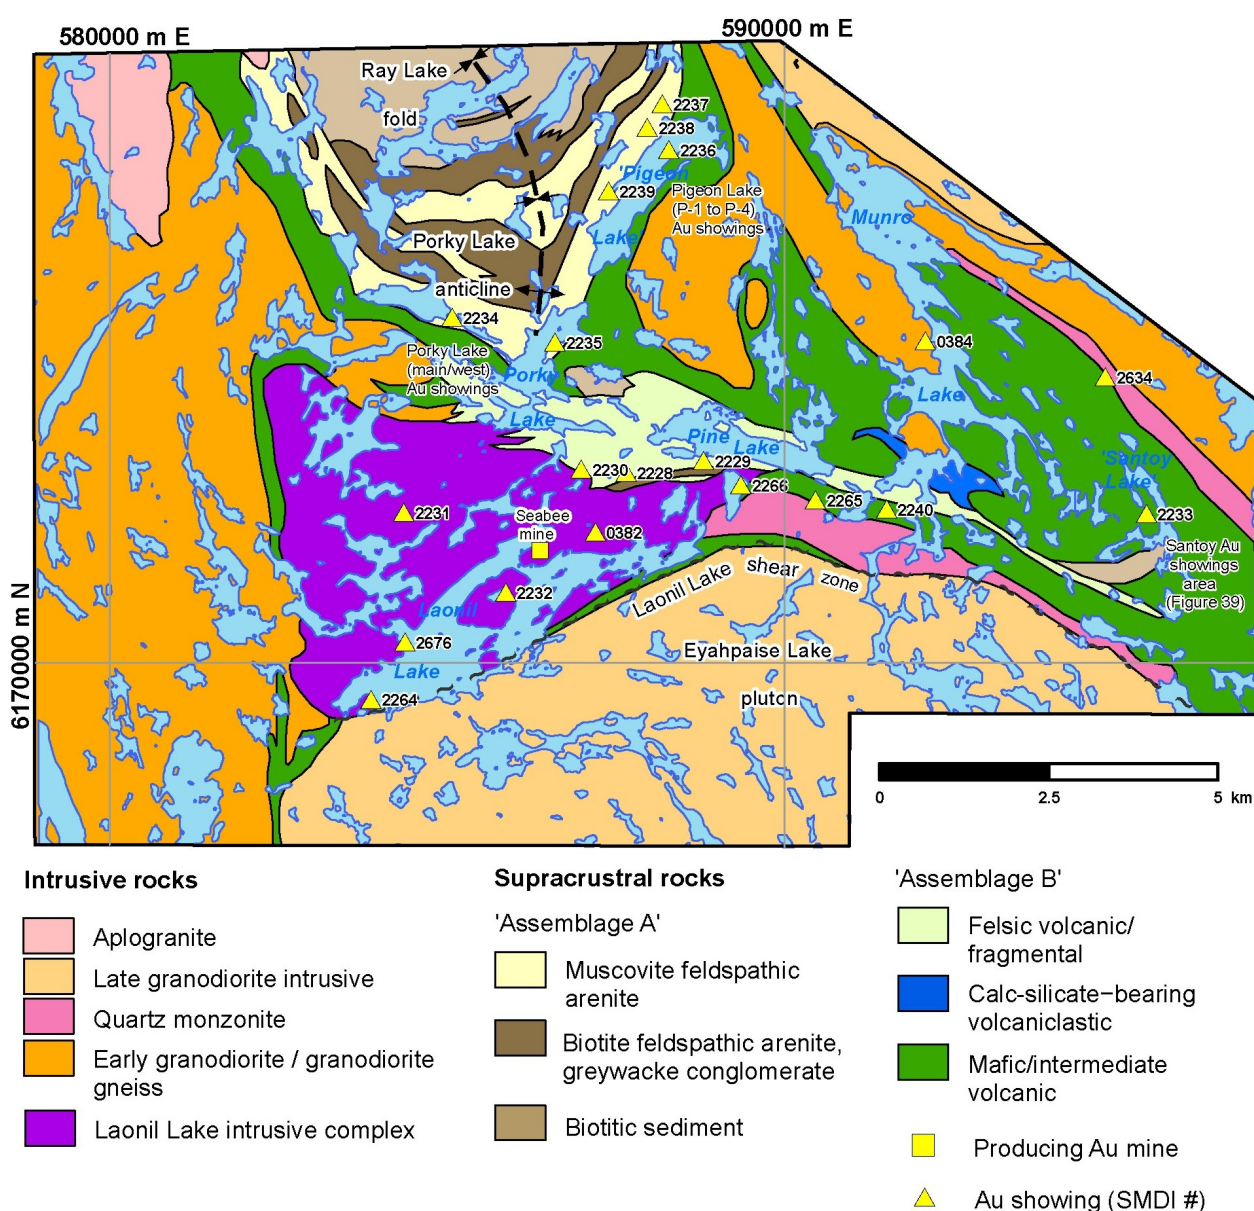 580000 m E
590000 m E
6170000 m N
Ray Lake
fold
2237
2238
2236
'Pigeon
2239
Pigeon Lake
(P-1 to P-4)
Au showings
Lake
Munro
Porky Lake
anticline
2234
2235
0384
Porky Lake
(main/west)
Au showings
Porky
Lake
2634
Lake
Pine
Lake
'Santoy
Lake'
2230
2228
2229
2266
2265
2240
2233
2231
Seabee
mine
0382
Santoy Au
showings
area
(Figure 39)
Laonil Lake shear zone
2232
Laonil
2676
Lake
Eyahpaise Lake
2264
pluton
0 2.5 5 km
Intrusive rocks
Aplogranite
Late granodiorite intrusive
Quartz monzonite
Early granodiorite / granodiorite
gneiss
Laonil Lake intrusive complex
Supracrustral rocks
'Assemblage A'
Muscovite feldspathic
arenite
Biotite feldspathic arenite,
greywacke conglomerate
Biotitic sediment
'Assemblage B'
Felsic volcanic/
fragmental
Calc-silicate−bearing
volcaniclastic
Mafic/intermediate
volcanic
Producing Au mine
Au showing (SMDI #)